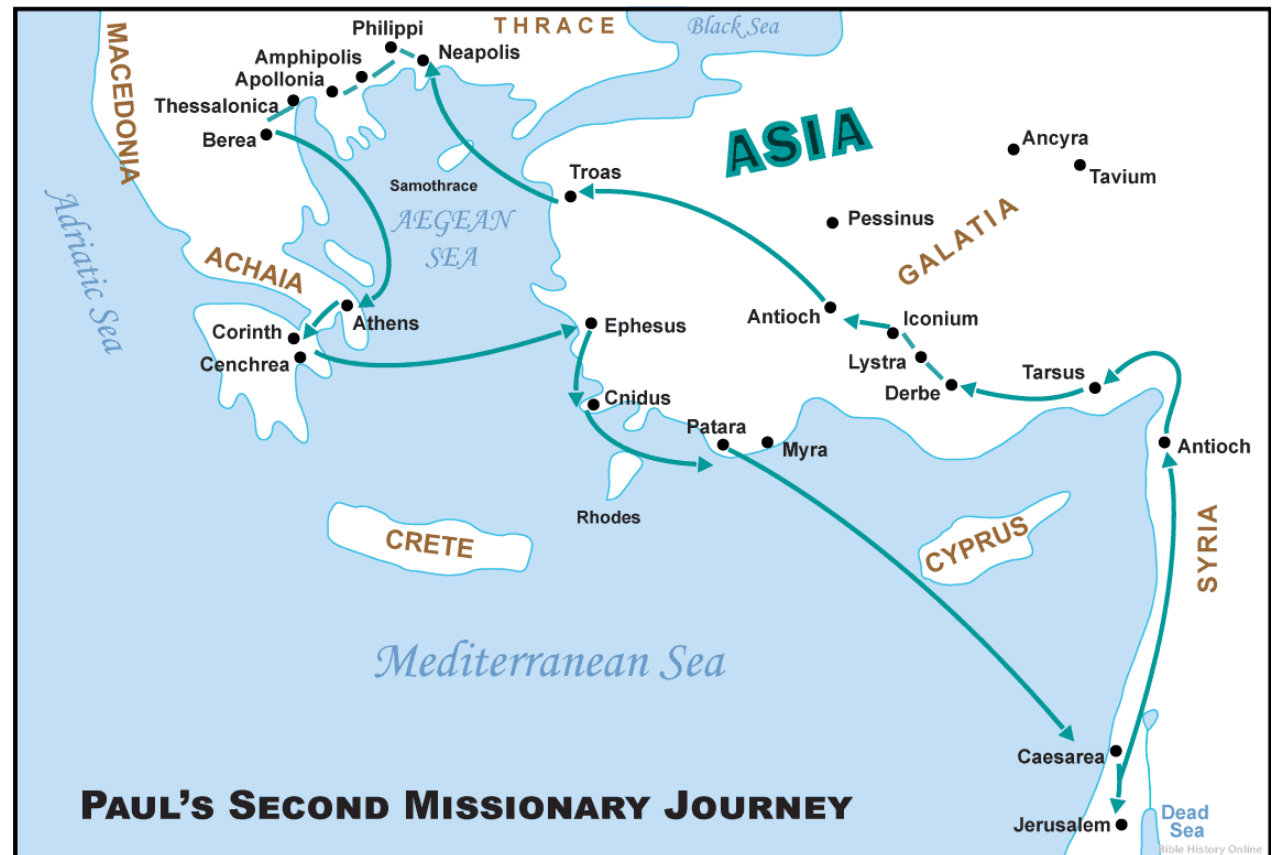 THRACE
Black Sea
Philippi
Neapolis
MACEDONIA
Amphipolis
Apollonia
Thessalonica
Berea
ASIA
Ancyra
Tavium
Troas
Samothrace
Adriatic Sea
AEGEAN
SEA
Pessinus
GALATIA
ACHAIA
Athens
Corinth
Cenchrea
Ephesus
Antioch
Iconium
Lystra
Derbe
Tarsus
Cnidus
Patara
Myra
Antioch
Rhodes
CRETE
CYPRUS
SYRIA
Mediterranean Sea
Caesarea
PAUL'S SECOND MISSIONARY JOURNEY
Jerusalem
Dead
Sea
Bible History Online